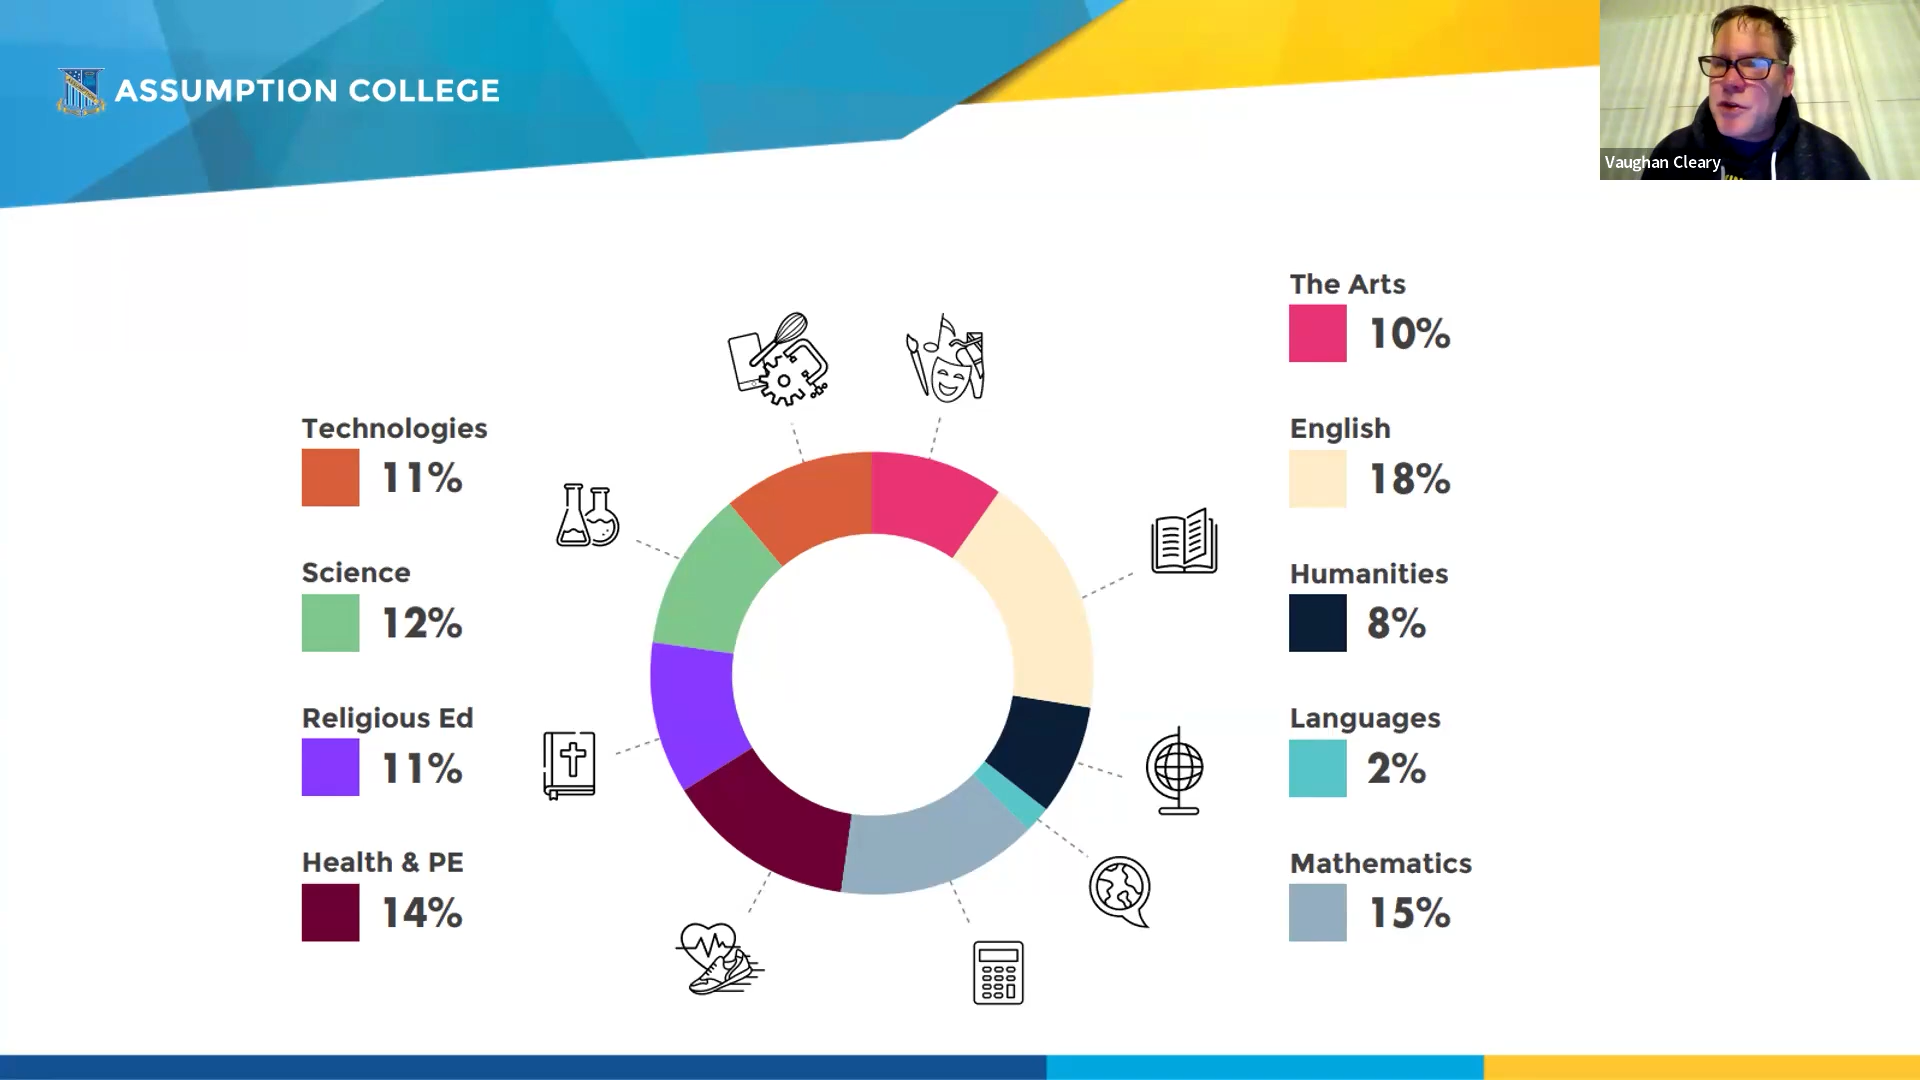 ASSUMPTION COLLEGE
Vaughan Cleary
The Arts
10%
Technologies
11%
English
18%
Science
12%
Humanities
8%
Religious Ed
11%
Languages
2%
Health & PE
14%
Mathematics
15%